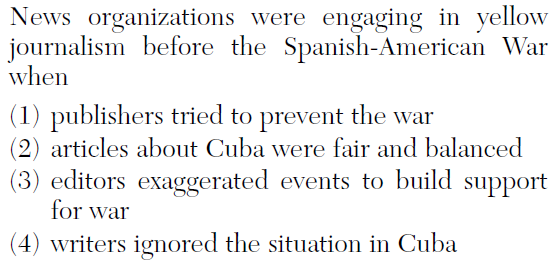 News organizations were engaging in yellow
journalism before the Spanish-American War
when
(1) publishers tried to prevent the war
(2) articles about Cuba were fair and balanced
(3) editors exaggerated events to build support
for war
(4) writers ignored the situation in Cuba